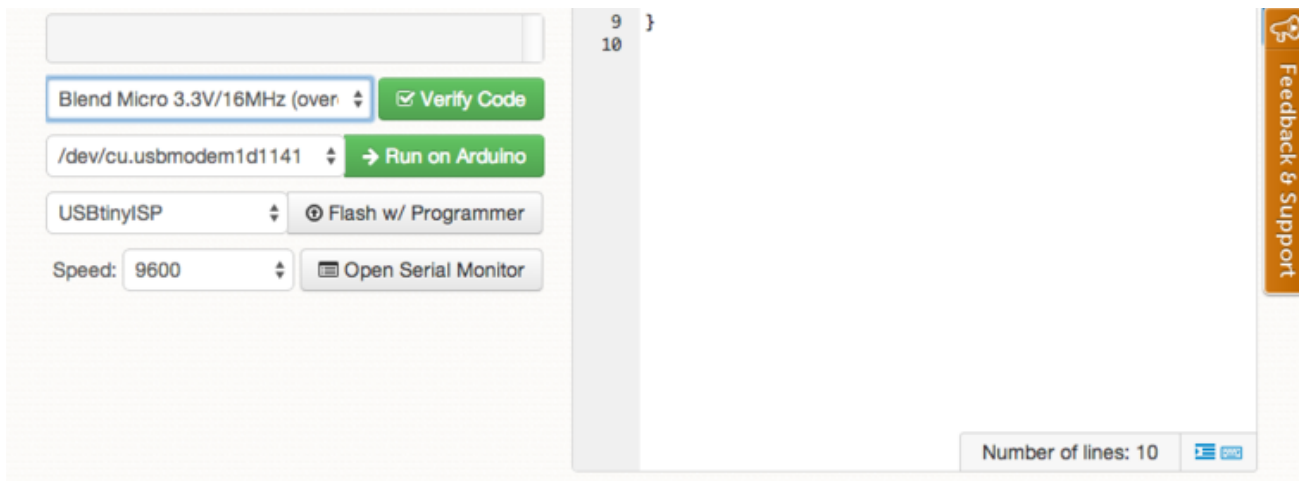 9 }
10
Blend Micro 3.3V/16MHz (over
Verify Code
/dev/cu.usbmodem1d1141
Run on Arduino
USBtinyISP
Flash w/ Programmer
Speed: 9600
Open Serial Monitor
Number of lines: 10
Feedback & Support